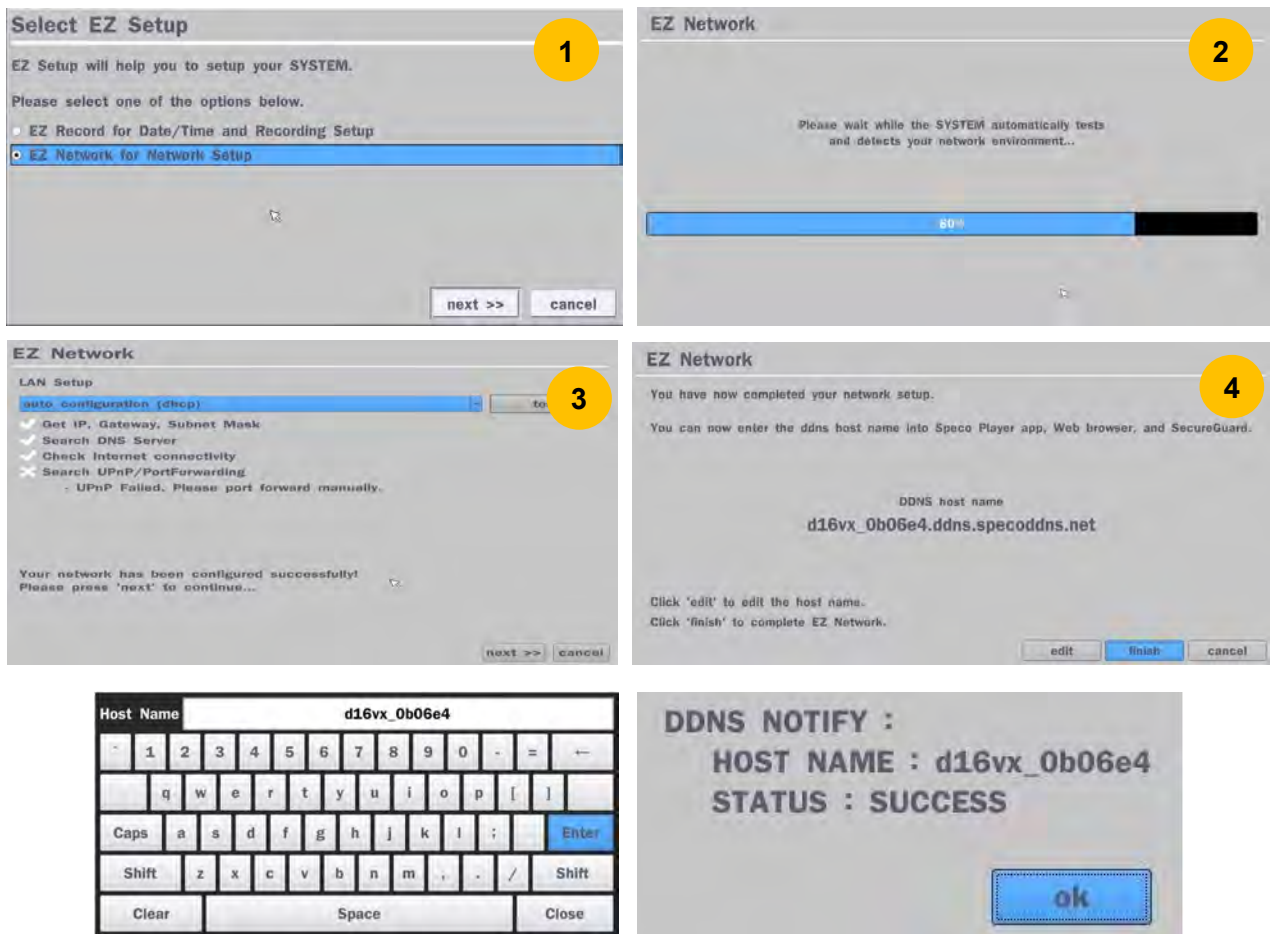 Select EZ Setup
1
EZ Setup will help you to setup your SYSTEM.
Please select one of the options below.
EZ Record for Date/Time and Recording Setup
EZ Network for Network Setup
next >>
cancel
EZ Network
2
Please wait while the SYSTEM automatically tests
and detects your network environment...
80%
EZ Network
LAN Setup
auto configuration (dhcp)
3
Get IP, Gateway, Subnet Mask
Search DNS Server
Check Internet connectivity
Search UPnP/PortForwarding
- UPnP Failed. Please port forward manually.
Your network has been configured successfully!
Please press 'next' to continue...
next >>
cancel
EZ Network
4
You have now completed your network setup.
You can now enter the ddns host name into Speco Player app, Web browser, and SecureGuard.
DDNS host name
d16vx_0b06e4.ddns.specoddns.net
Click 'edit' to edit the host name.
Click 'finish' to complete EZ Network.
edit
finish
cancel
Host Name d16vx_0b06e4
` 1 2 3 4 5 6 7 8 9 0 - = ←
q w e r t y u i o p [ ]
Caps a s d f g h j k l ; Enter
Shift z x c v b n m , . / Shift
Clear Space Close
DDNS NOTIFY :
HOST NAME : d16vx_0b06e4
STATUS : SUCCESS
ok